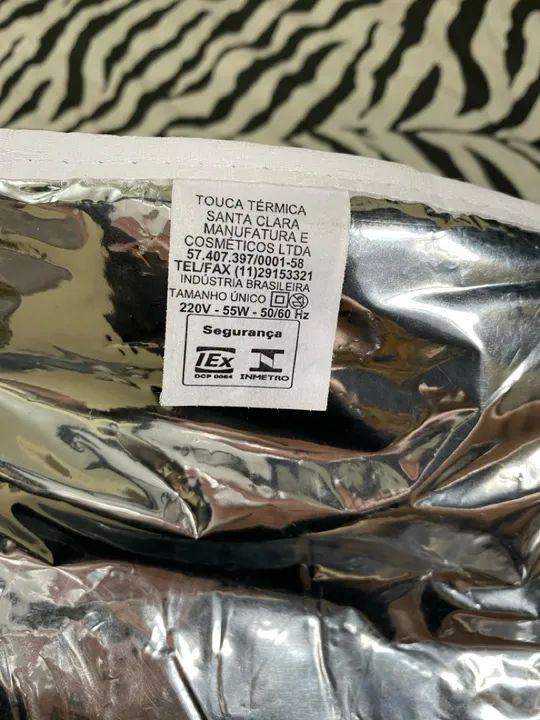 TOUCA TÉRMICA
SANTA CLARA
MANUFATURA E
COSMÉTICOS LTDA
57.407.397/0001-58
TEL/FAX (11)29153321
INDÚSTRIA BRASILEIRA
TAMANHO ÚNICO
220V - 55W - 50/60 Hz
Segurança
IEx
OCP 0064
INMETRO